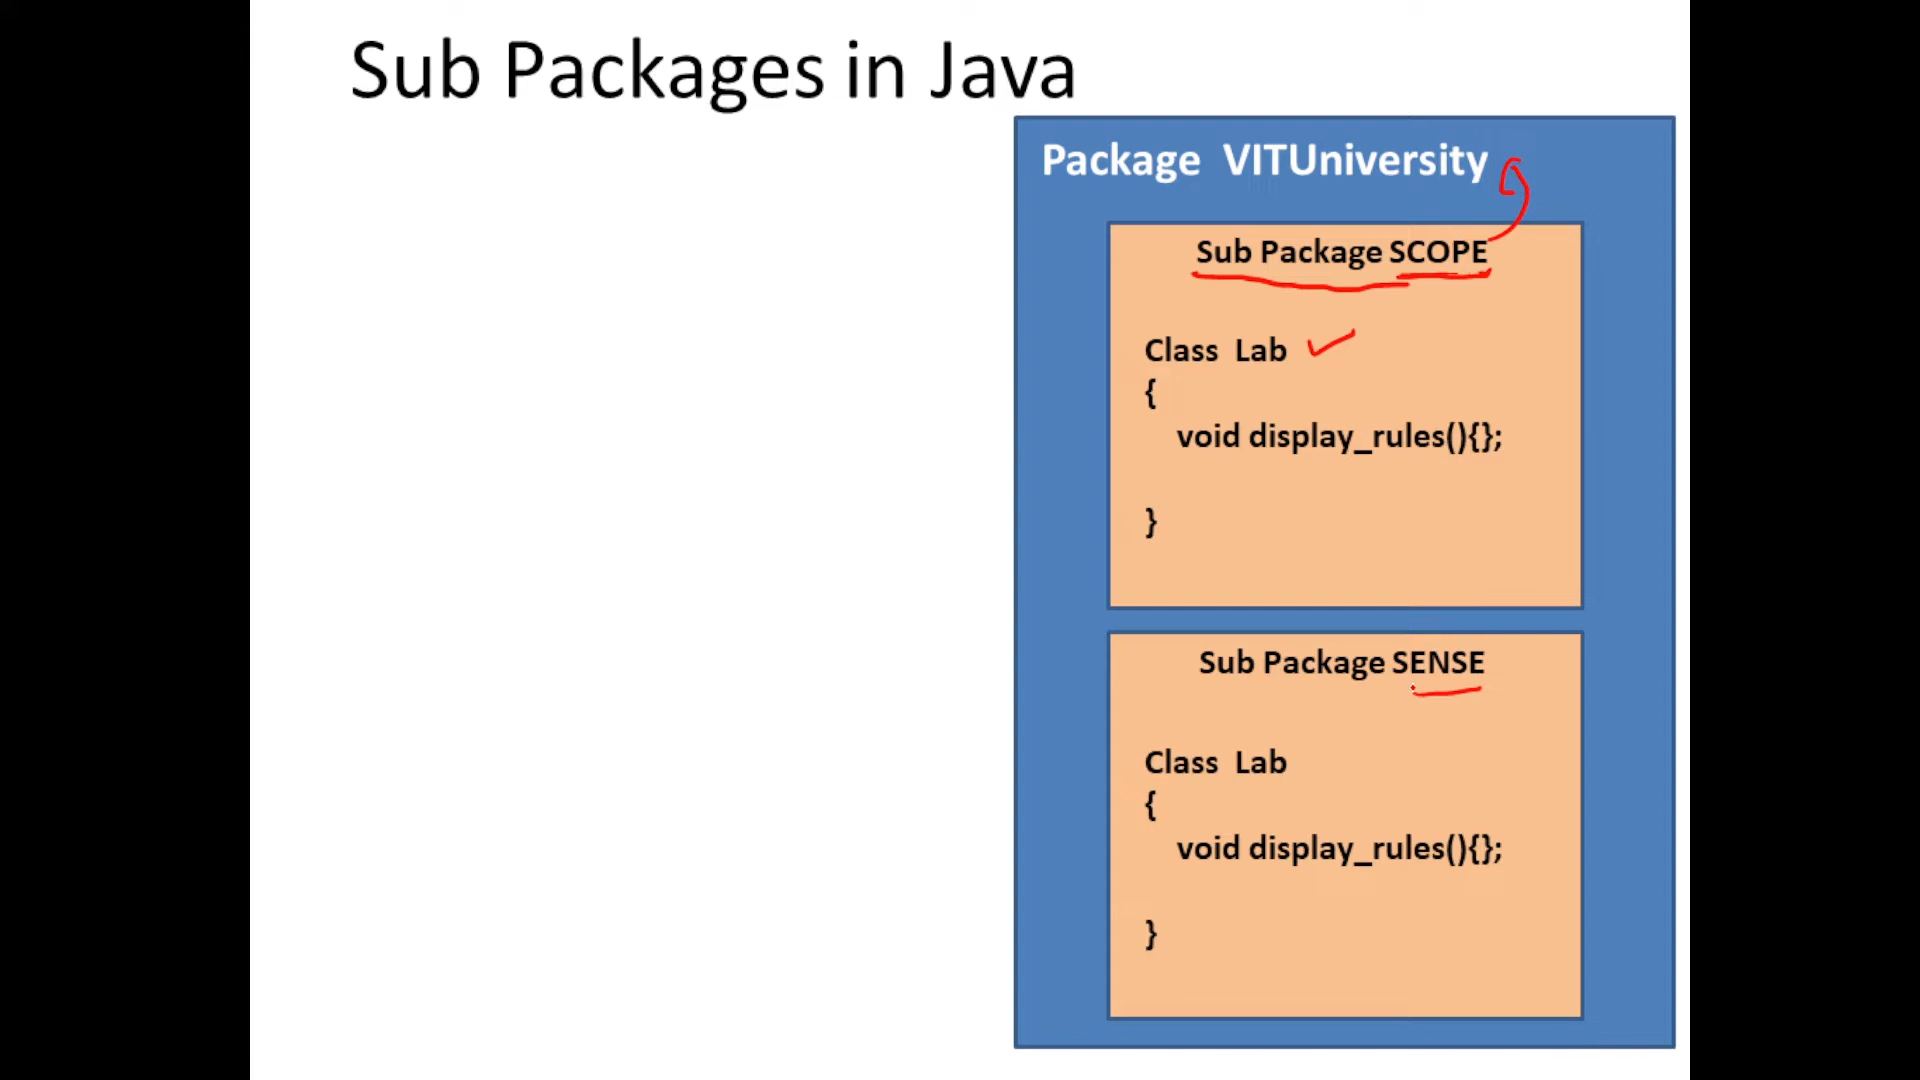 Sub Packages in Java
Package VITUniversity
Sub Package SCOPE
Class Lab
{
void display_rules(){};
}
Sub Package SENSE
Class Lab
{
void display_rules(){};
}